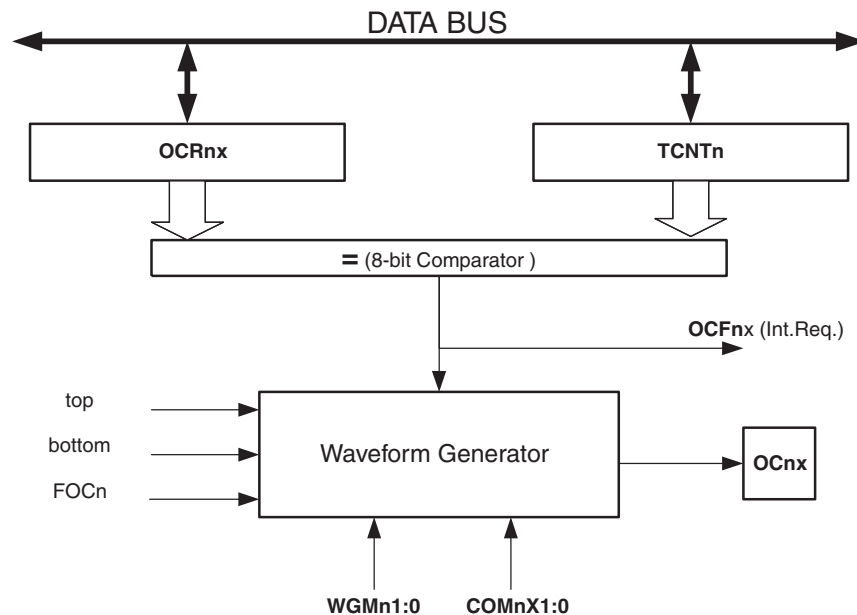 DATA BUS
OCRnx
TCNTn
= (8-bit Comparator )
OCFnx (Int.Req.)
top
bottom
FOCn
Waveform Generator
OCnx
WGMn1:0
COMnX1:0